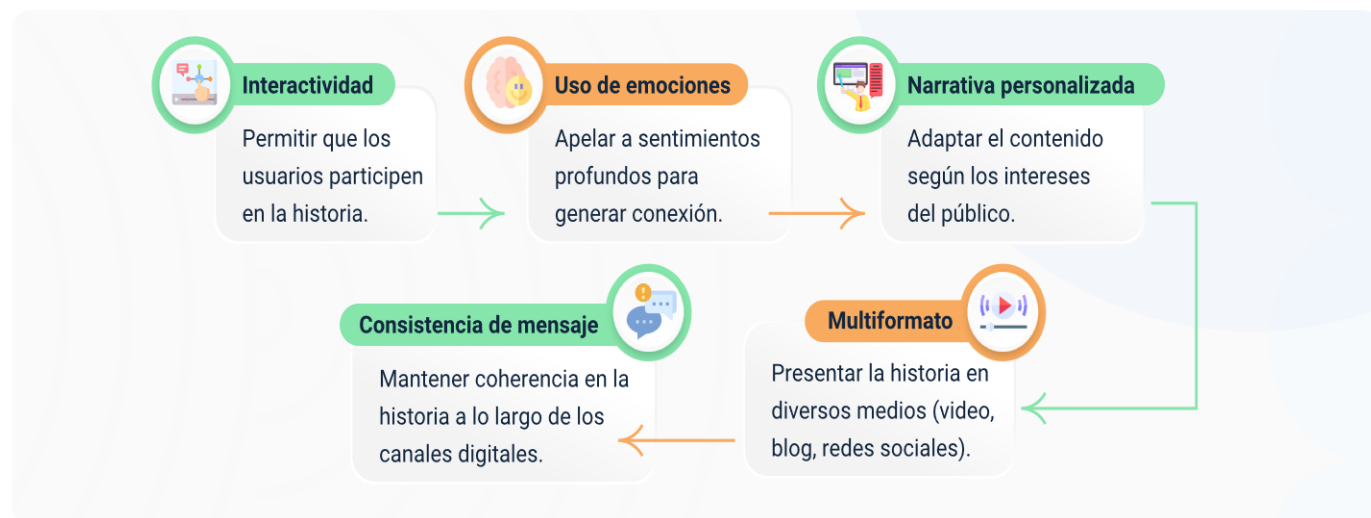 Interactividad
Permitir que los
usuarios participen
en la historia.
Uso de emociones
Apelar a sentimientos
profundos para
generar conexión.
Narrativa personalizada
Adaptar el contenido
según los intereses
del público.
Multiformato
Presentar la historia en
diversos medios (video,
blog, redes sociales).
Consistencia de mensaje
Mantener coherencia en la
historia a lo largo de los
canales digitales.